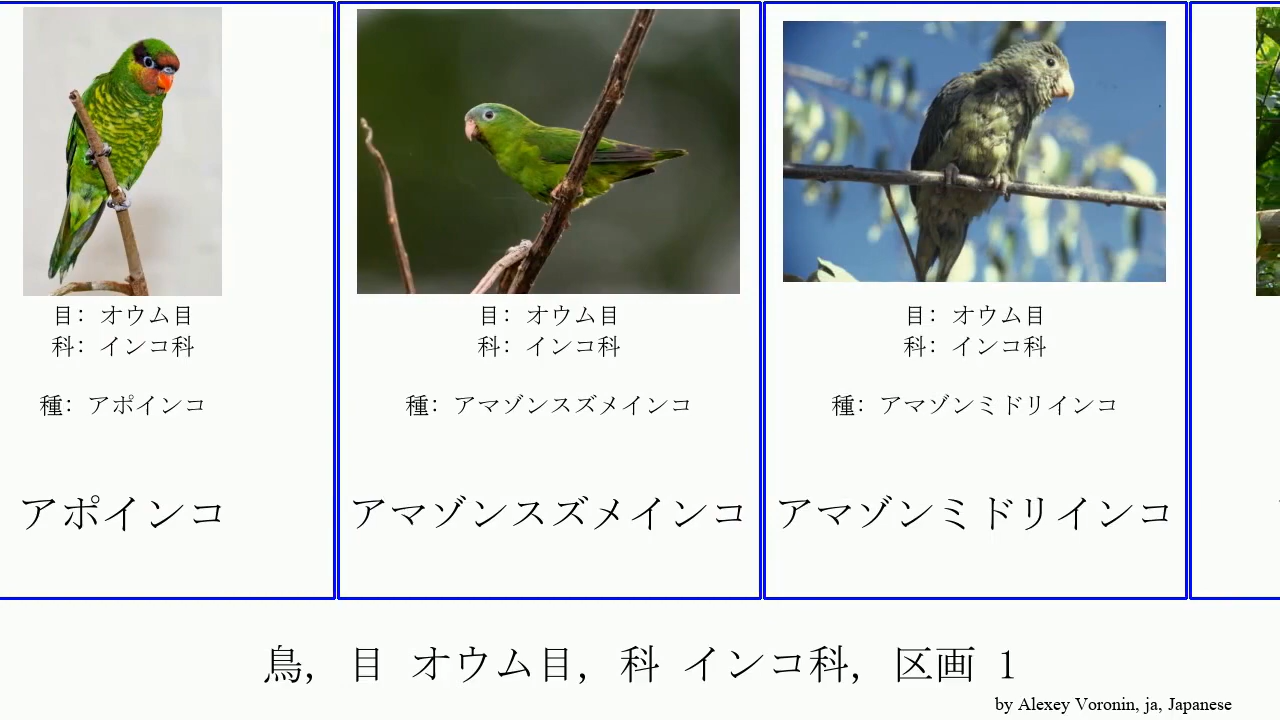 目: オウム目
科: インコ科
種: アポインコ
アポインコ
目: オウム目
科: インコ科
種: アマゾンスズメインコ
アマゾンスズメインコ
目: オウム目
科: インコ科
種: アマゾンミドリインコ
アマゾンミドリインコ
鳥, 目 オウム目, 科 インコ科, 区画 1
by Alexey Voronin, ja, Japanese